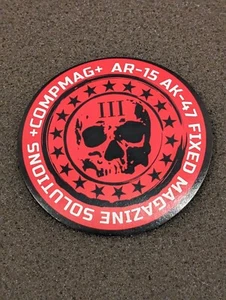 +COMPMAG+ AR-15 AK-47 FIXED MAGAZINE SOLUTIONS
III